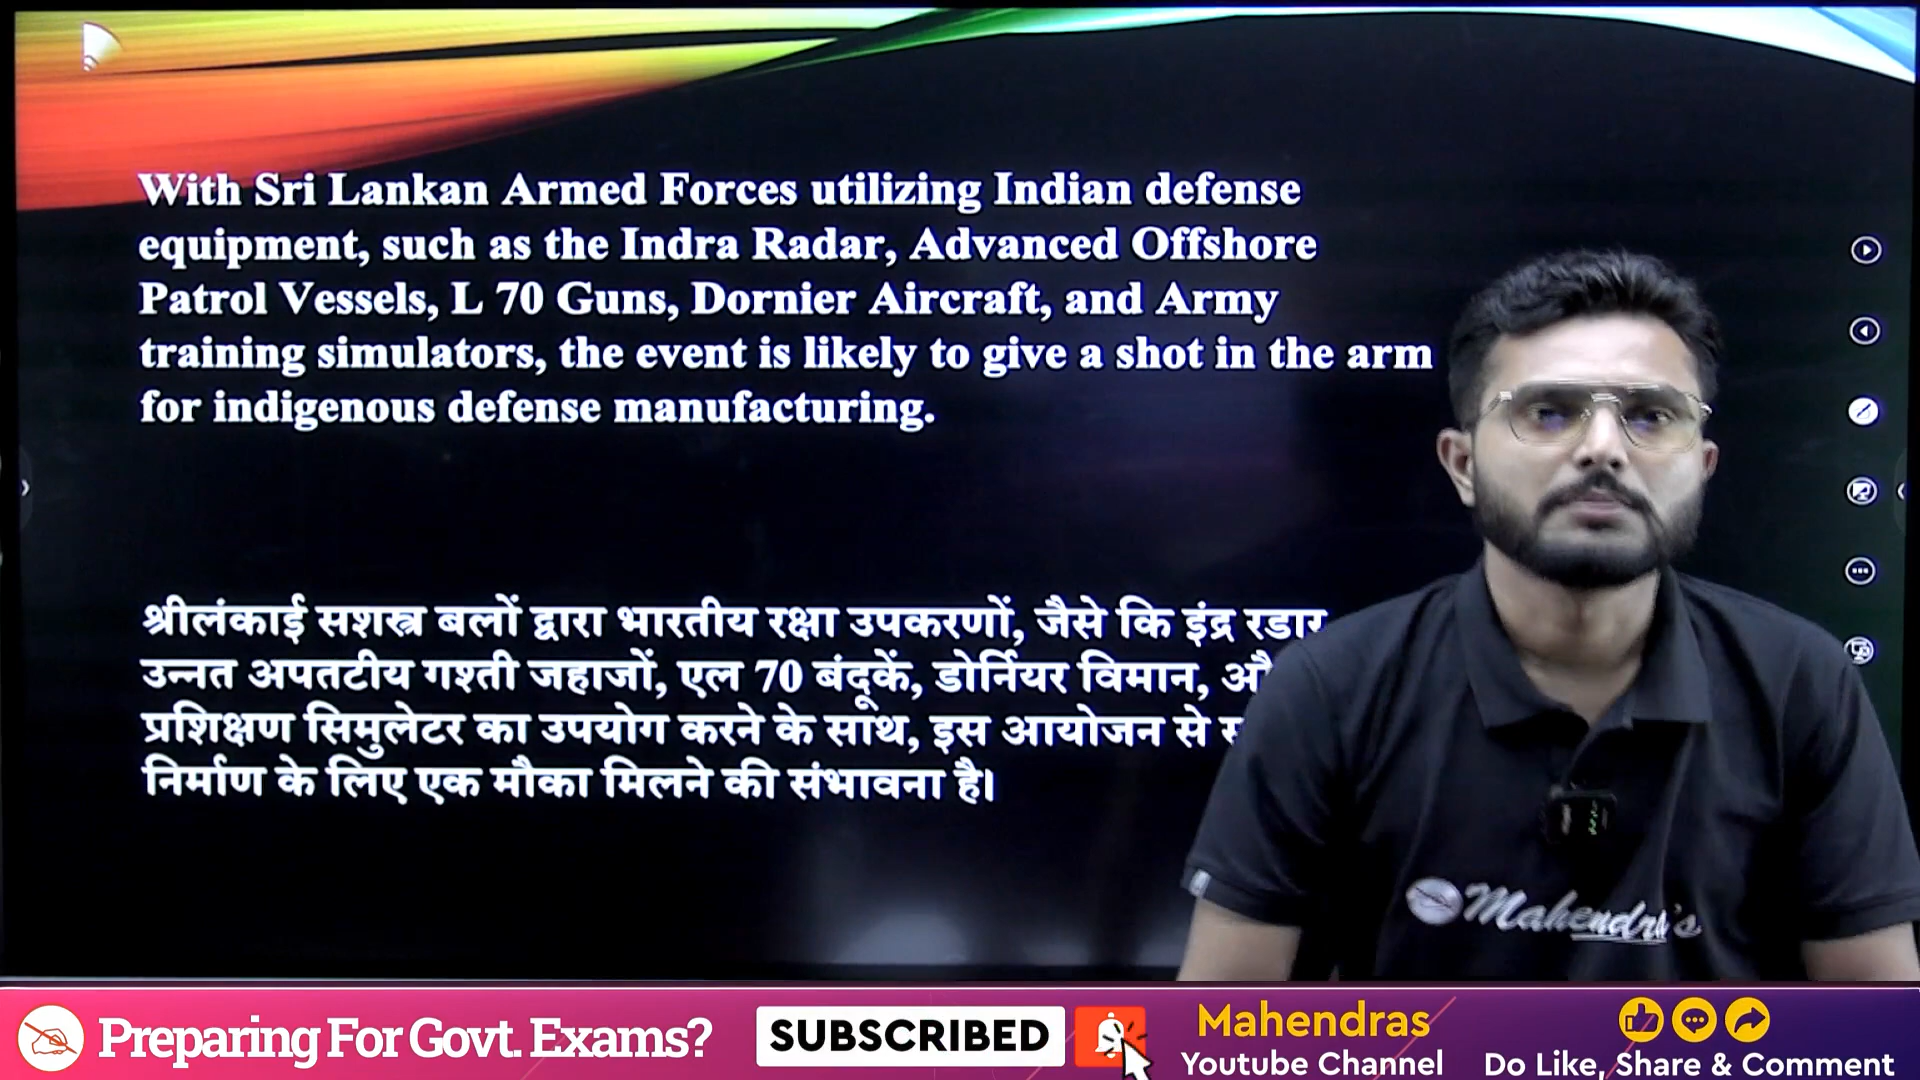 With Sri Lankan Armed Forces utilizing Indian defense
equipment, such as the Indra Radar, Advanced Offshore
Patrol Vessels, L 70 Guns, Dornier Aircraft, and Army
training simulators, the event is likely to give a shot in the arm
for indigenous defense manufacturing.
श्रीलंकाई सशस्त्र बलों द्वारा भारतीय रक्षा उपकरणों, जैसे कि इंद्र रडार
उन्नत अपतटीय गश्ती जहाजों, एल 70 बंदूकें, डोर्नियर विमान,
प्रशिक्षण सिमुलेटर का उपयोग करने के साथ, इस आयोजन से
निर्माण के लिए एक मौका मिलने की संभावना है।
Mahendra's
Preparing For Govt. Exams?
SUBSCRIBED
Mahendras
Youtube Channel
Do Like, Share & Comment